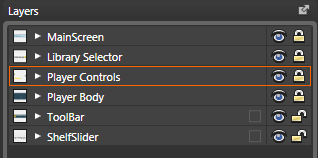 Layers
MainScreen
Library Selector
Player Controls
Player Body
ToolBar
ShelfSlider